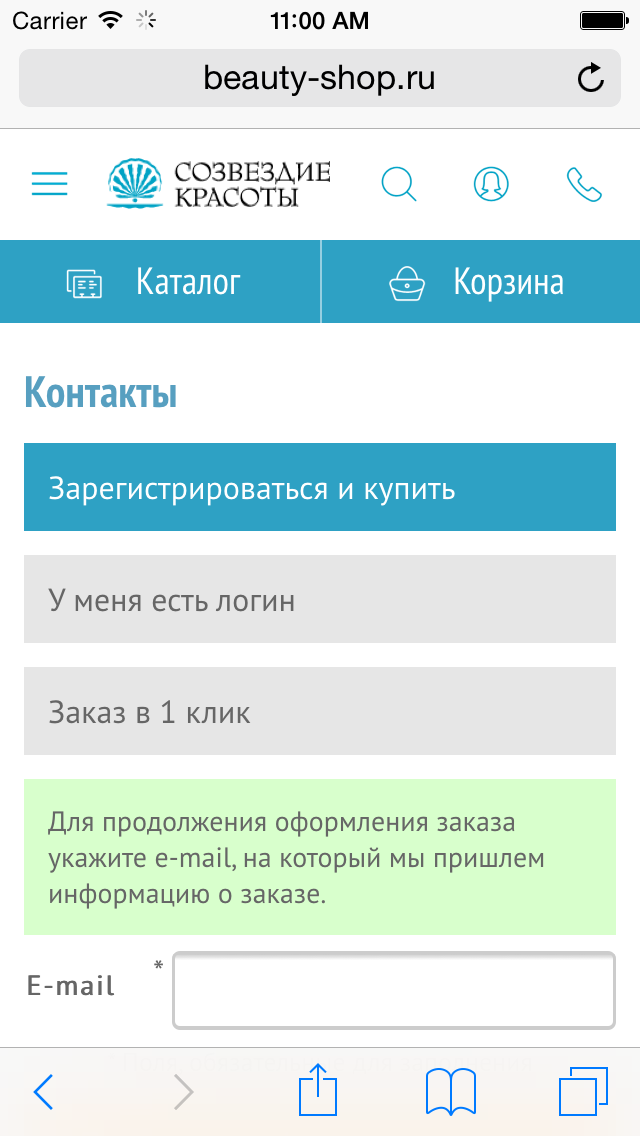 Carrier 11:00 AM
beauty-shop.ru
СОЗВЕЗДИЕ
КРАСОТЫ
Каталог Корзина
Контакты
Зарегистрироваться и купить
У меня есть логин
Заказ в 1 клик
Для продолжения оформления заказа
укажите e-mail, на который мы пришлем
информацию о заказе.
E-mail *